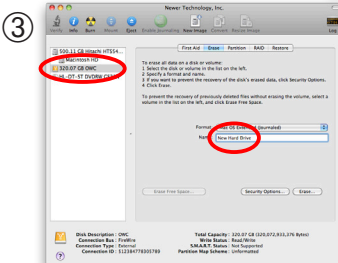 ③
Newer Technology, Inc.
Verify Info Burn Mount Eject Enable Journaling New Image Convert Resize Image Log
500.11 GB Hitachi HTS54...
Macintosh HD
320.07 GB OWC
HL-DT-ST DVDRW
First Aid Erase Partition RAID Restore
To erase all data on a disk or volume:
1 Select the disk or volume in the list on the left.
2 Specify a format and name.
3 If you want to prevent the recovery of the disk's erased data, click Security Options.
4 Click Erase.
To prevent the recovery of previously deleted files without erasing the volume, select a
volume in the list on the left, and click Erase Free Space.
Format: Mac OS Extended (Journaled)
Name: New Hard Drive
Erase Free Space... Security Options... Erase...
Disk Description : OWC
Connection Bus : FireWire
Connection Type : External
Connection ID : 512384778305789
Total Capacity : 320.07 GB (320,072,933,376 Bytes)
Write Status : Read/Write
S.M.A.R.T. Status : Not Supported
Partition Map Scheme : Unformatted
?